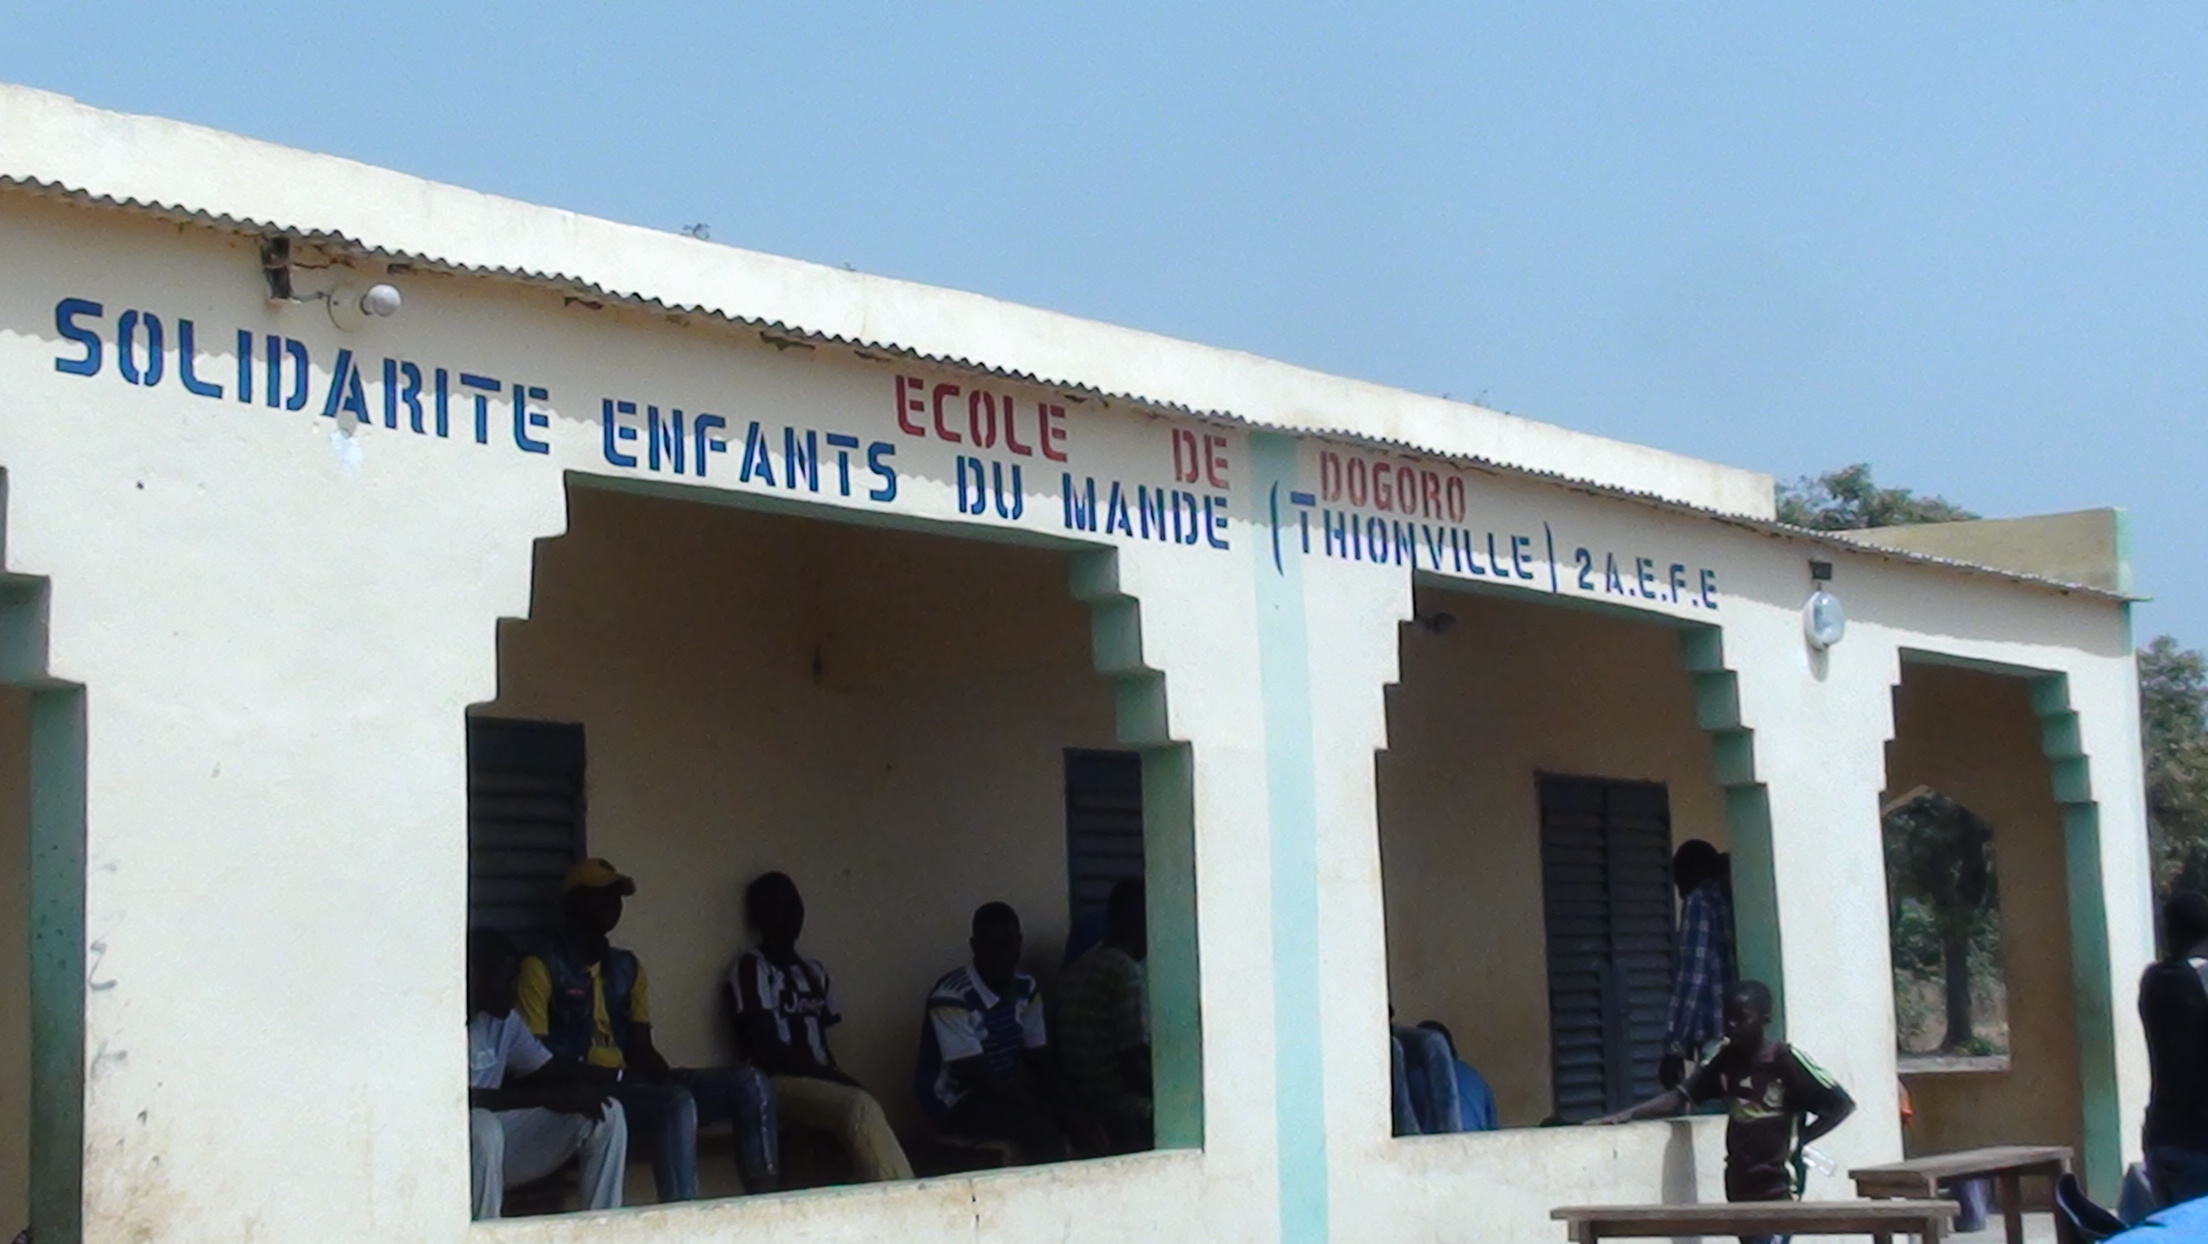 ECOLE DE DOGORO
SOLIDARITE ENFANTS DU MANDE (THIONVILLE) 2A.E.F.E